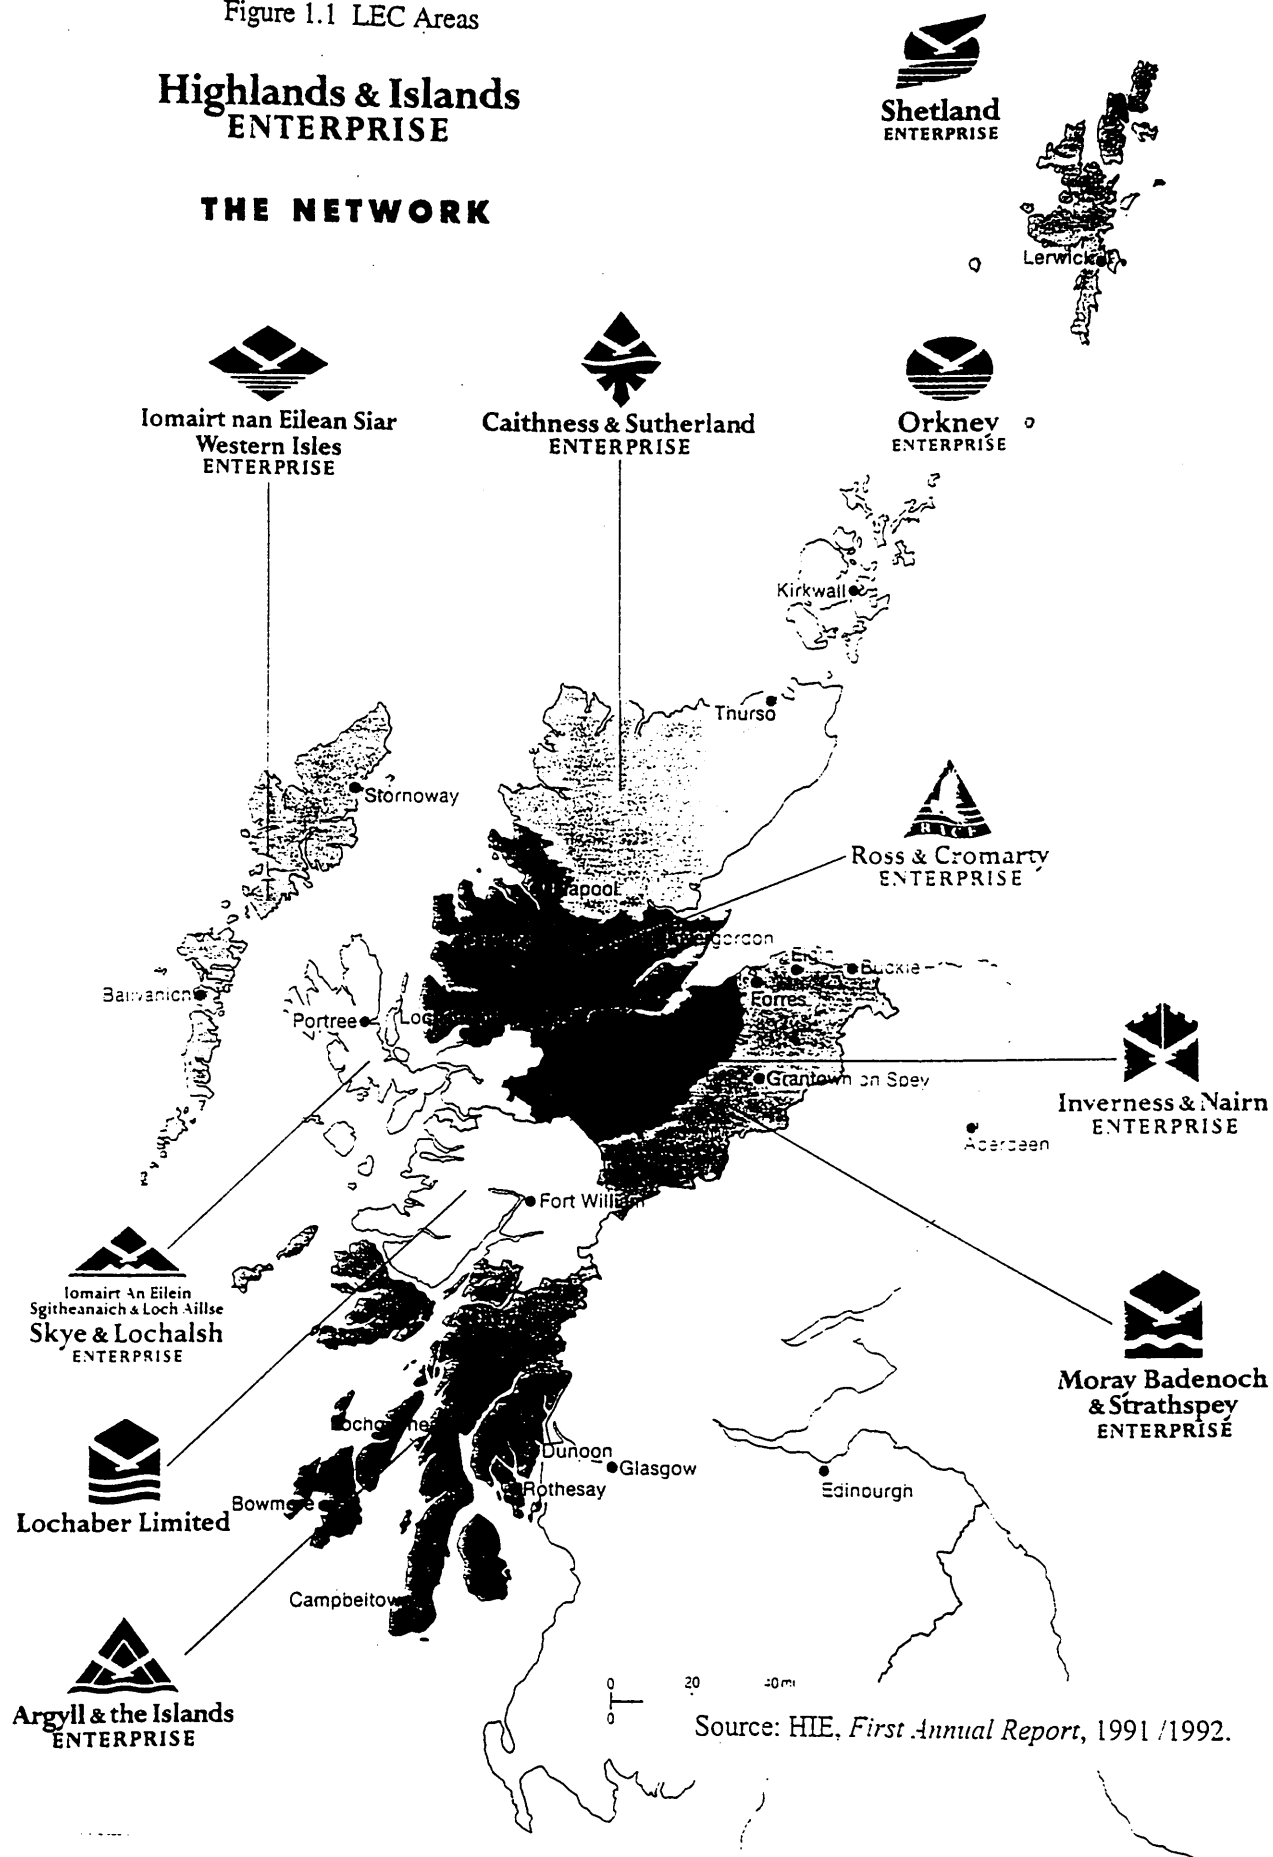 Figure 1.1 LEC Areas
Highlands & Islands
ENTERPRISE
THE NETWORK
Shetland
ENTERPRISE
Lerwick
Iomairt nan Eilean Siar
Western Isles
ENTERPRISE
Caithness & Sutherland
ENTERPRISE
Orkney
ENTERPRISE
Kirkwall
Thurso
Stornoway
Ross & Cromarty
ENTERPRISE
Elgin
Buckie
Forres
Portree
Grantown on Spey
Inverness & Nairn
ENTERPRISE
Aberdeen
Fort William
Iomairt An Eilein
Sgitheanaich & Loch Aillse
Skye & Lochalsh
ENTERPRISE
Moray Badenoch
& Strathspey
ENTERPRISE
Dunoon
Glasgow
Rothesay
Edinburgh
Bowmore
Lochaber Limited
Campbeltown
Argyll & the Islands
ENTERPRISE
0 20 40mi
0
Source: HIE, First Annual Report, 1991/1992.